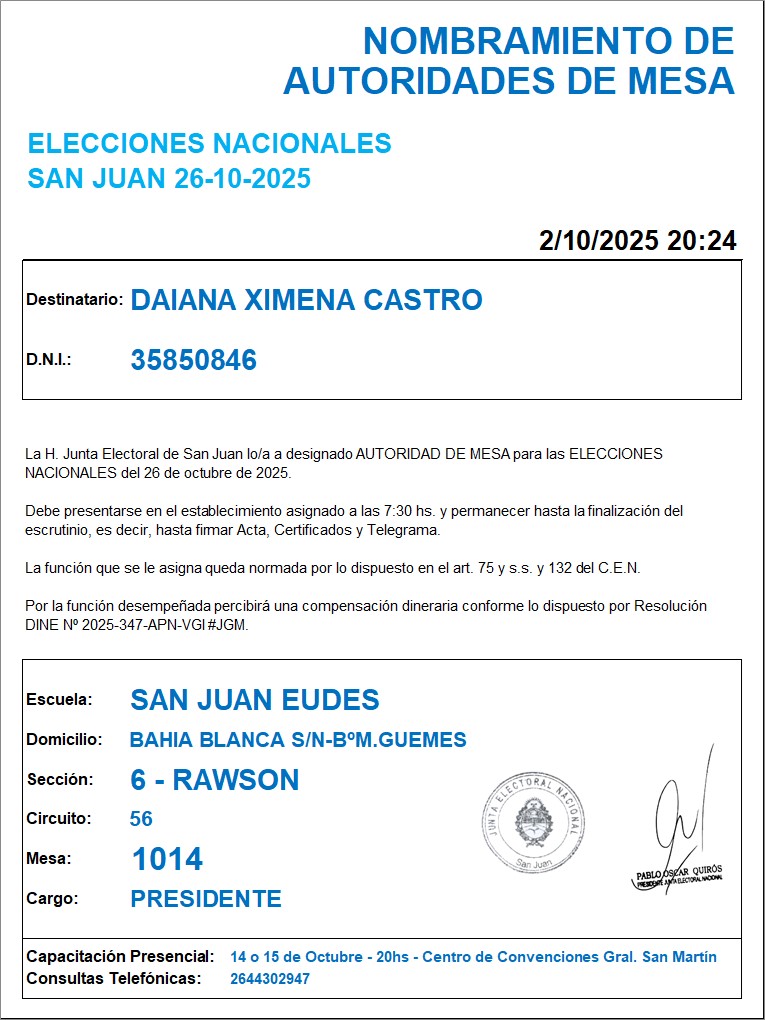 NOMBRAMIENTO DE
AUTORIDADES DE MESA
ELECCIONES NACIONALES
SAN JUAN 26-10-2025
2/10/2025 20:24
Destinatario: DAIANA XIMENA CASTRO
D.N.I.: 35850846
La H. Junta Electoral de San Juan lo/a a designado AUTORIDAD DE MESA para las ELECCIONES
NACIONALES del 26 de octubre de 2025.
Debe presentarse en el establecimiento asignado a las 7:30 hs. y permanecer hasta la finalización del
escrutinio, es decir, hasta firmar Acta, Certificados y Telegrama.
La función que se le asigna queda normada por lo dispuesto en el art. 75 y s.s. y 132 del C.E.N.
Por la función desempeñada percibirá una compensación dineraria conforme lo dispuesto por Resolución
DINE Nº 2025-347-APN-VGI#JGM.
Escuela: SAN JUAN EUDES
Domicilio: BAHIA BLANCA S/N-BºM.GUEMES
Sección: 6 - RAWSON
Circuito: 56
Mesa: 1014
Cargo: PRESIDENTE
JUNTA ELECTORAL NACIONAL
San Juan
PABLO OSCAR QUIRÓS
PRESIDENTE JUNTA ELECTORAL NACIONAL
Capacitación Presencial: 14 o 15 de Octubre - 20hs - Centro de Convenciones Gral. San Martín
Consultas Telefónicas: 2644302947